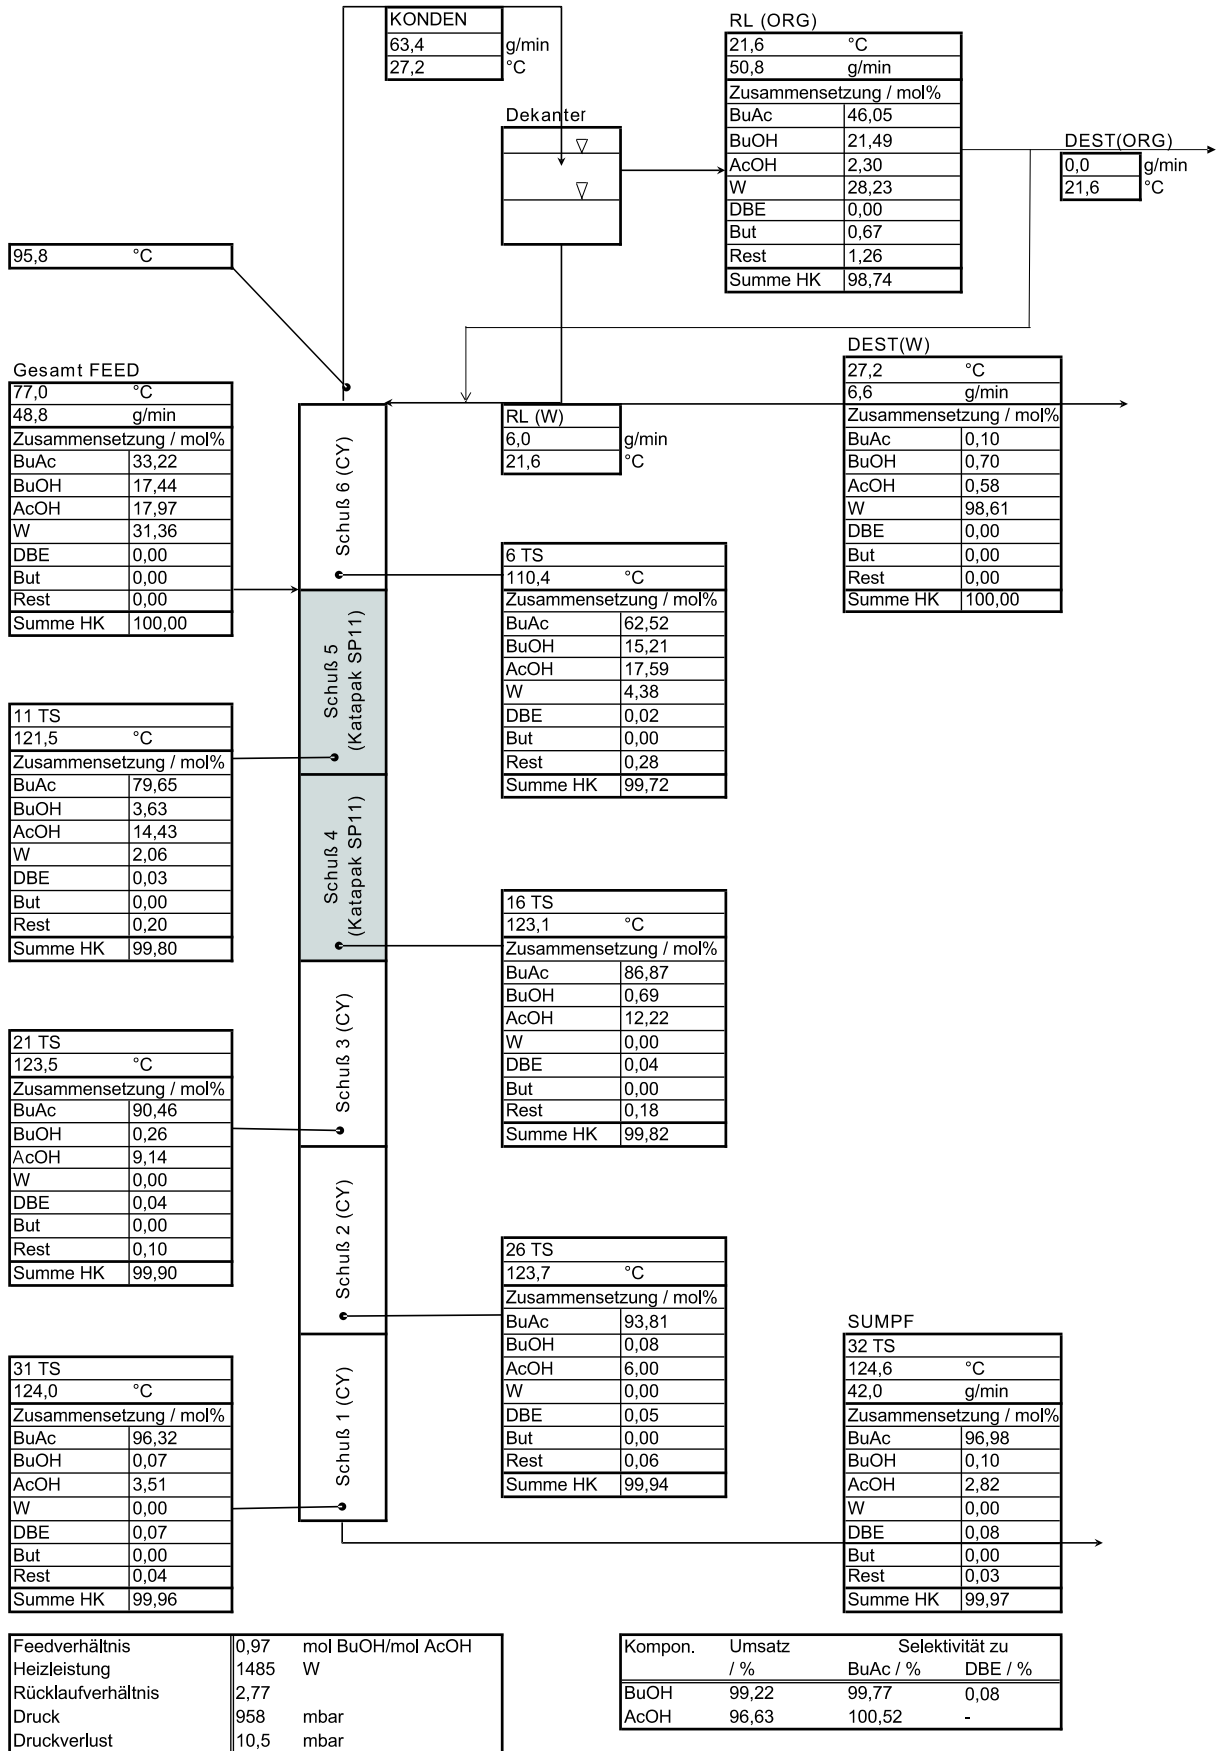 KONDEN
63,4 g/min
27,2 °C
RL (ORG)
21,6 °C
50,8 g/min
Zusammensetzung / mol%
BuAc 46,05
BuOH 21,49
AcOH 2,30
W 28,23
DBE 0,00
But 0,67
Rest 1,26
Summe HK 98,74
Dekanter
DEST(ORG)
0,0 g/min
21,6 °C
95,8 °C
Gesamt FEED
77,0 °C
48,8 g/min
Zusammensetzung / mol%
BuAc 33,22
BuOH 17,44
AcOH 17,97
W 31,36
DBE 0,00
But 0,00
Rest 0,00
Summe HK 100,00
RL (W)
6,0 g/min
21,6 °C
DEST(W)
27,2 °C
6,6 g/min
Zusammensetzung / mol%
BuAc 0,10
BuOH 0,70
AcOH 0,58
W 98,61
DBE 0,00
But 0,00
Rest 0,00
Summe HK 100,00
Schuß 6 (CY)
Schuß 5
(Katapak SP11)
Schuß 4
(Katapak SP11)
Schuß 3 (CY)
Schuß 2 (CY)
Schuß 1 (CY)
6 TS
110,4 °C
Zusammensetzung / mol%
BuAc 62,52
BuOH 15,21
AcOH 17,59
W 4,38
DBE 0,02
But 0,00
Rest 0,28
Summe HK 99,72
11 TS
121,5 °C
Zusammensetzung / mol%
BuAc 79,65
BuOH 3,63
AcOH 14,43
W 2,06
DBE 0,03
But 0,00
Rest 0,20
Summe HK 99,80
16 TS
123,1 °C
Zusammensetzung / mol%
BuAc 86,87
BuOH 0,69
AcOH 12,22
W 0,00
DBE 0,04
But 0,00
Rest 0,18
Summe HK 99,82
21 TS
123,5 °C
Zusammensetzung / mol%
BuAc 90,46
BuOH 0,26
AcOH 9,14
W 0,00
DBE 0,04
But 0,00
Rest 0,10
Summe HK 99,90
26 TS
123,7 °C
Zusammensetzung / mol%
BuAc 93,81
BuOH 0,08
AcOH 6,00
W 0,00
DBE 0,05
But 0,00
Rest 0,06
Summe HK 99,94
31 TS
124,0 °C
Zusammensetzung / mol%
BuAc 96,32
BuOH 0,07
AcOH 3,51
W 0,00
DBE 0,07
But 0,00
Rest 0,04
Summe HK 99,96
SUMPF
32 TS
124,6 °C
42,0 g/min
Zusammensetzung / mol%
BuAc 96,98
BuOH 0,10
AcOH 2,82
W 0,00
DBE 0,08
But 0,00
Rest 0,03
Summe HK 99,97
Feedverhältnis 0,97 mol BuOH/mol AcOH
Heizleistung 1485 W
Rücklaufverhältnis 2,77
Druck 958 mbar
Druckverlust 10,5 mbar
Kompon. Umsatz Selektivität zu
/ % BuAc / % DBE / %
BuOH 99,22 99,77 0,08
AcOH 96,63 100,52 -